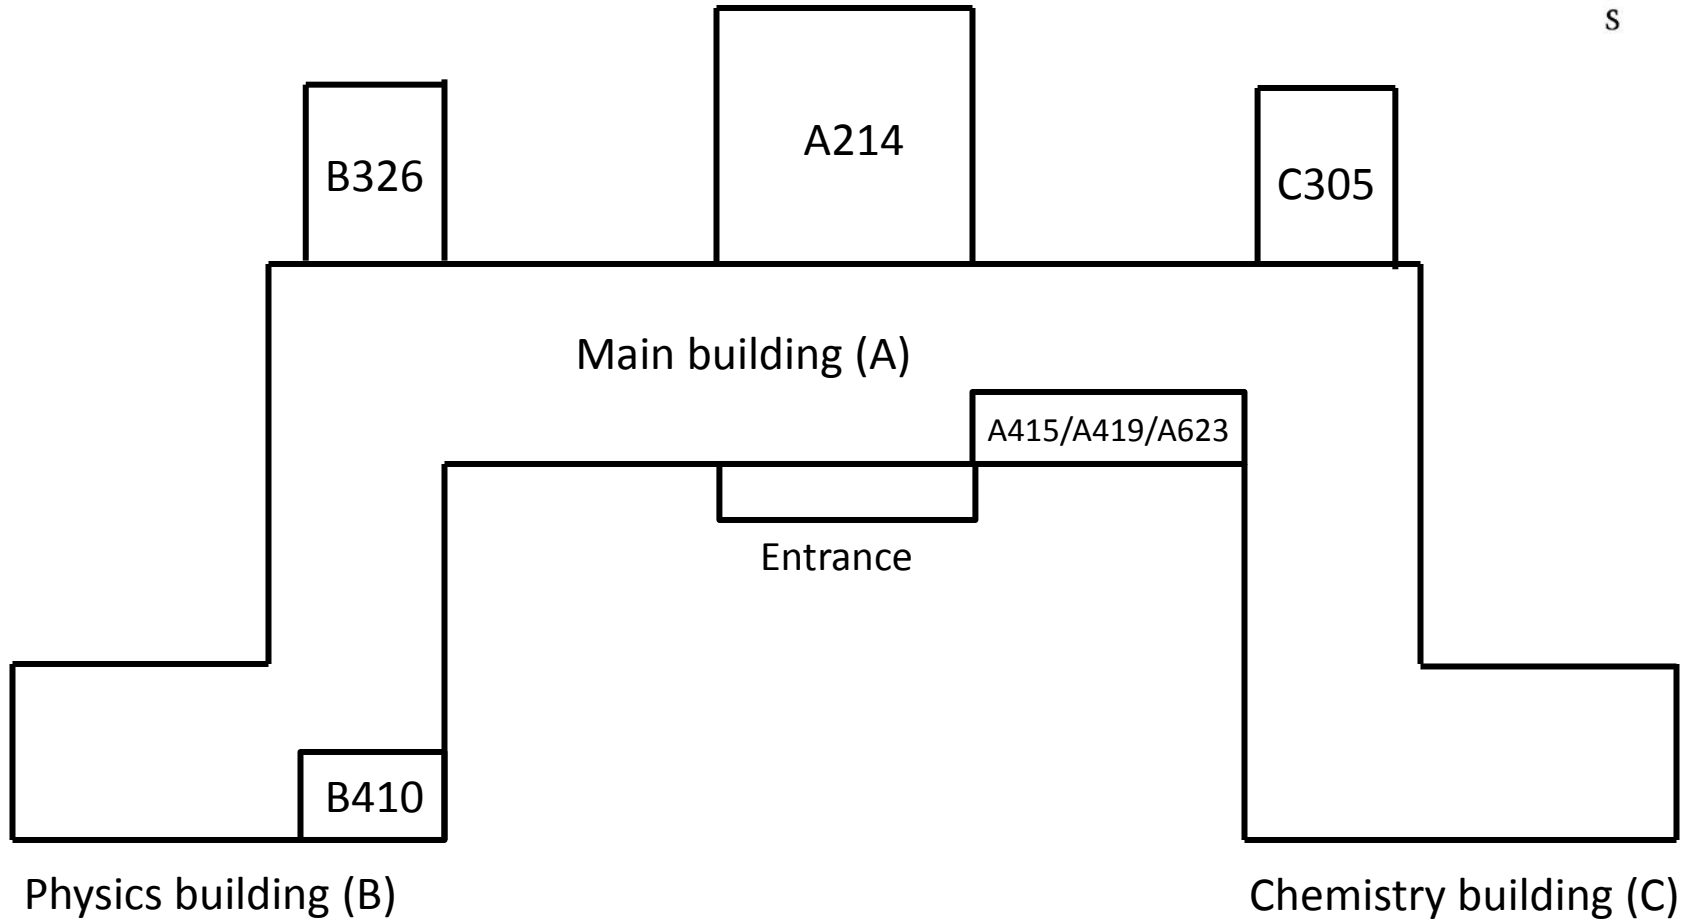 s
A214
B326
C305
Main building (A)
A415/A419/A623
Entrance
B410
Physics building (B)
Chemistry building (C)